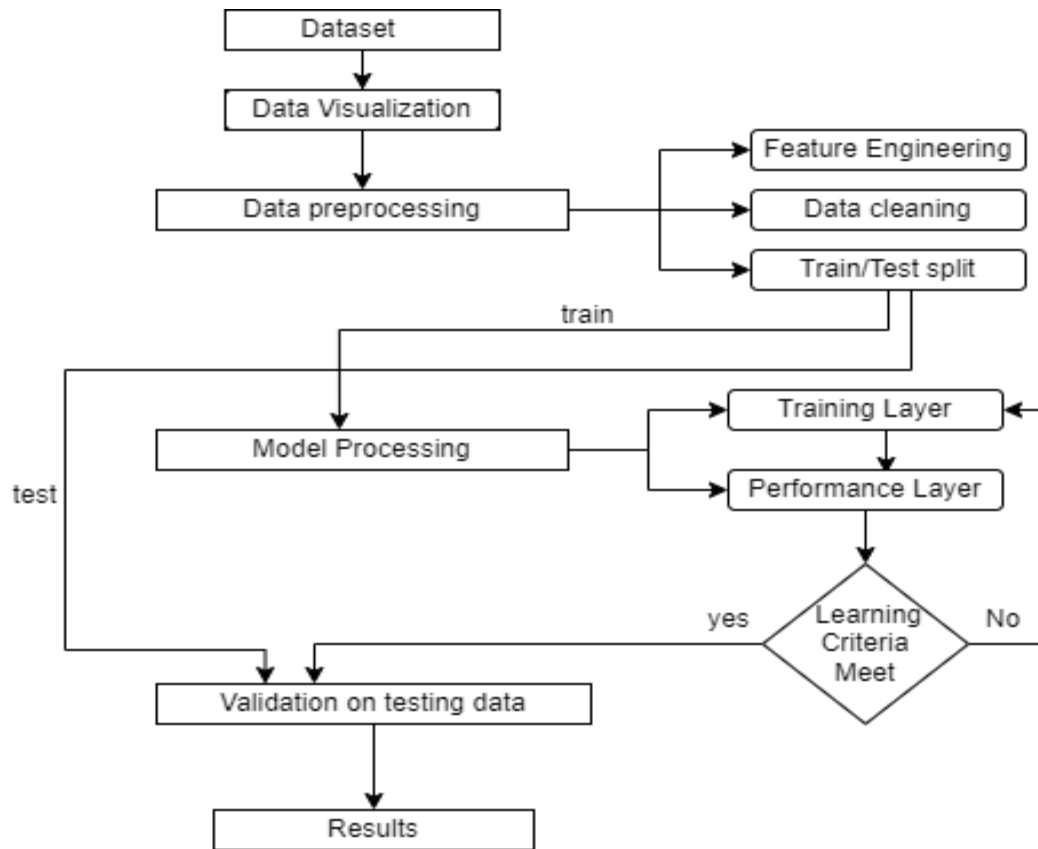 Dataset
Data Visualization
Feature Engineering
Data preprocessing
Data cleaning
Train/Test split
train
Training Layer
Model Processing
test
Performance Layer
yes
Learning
Criteria
Meet
No
Validation on testing data
Results